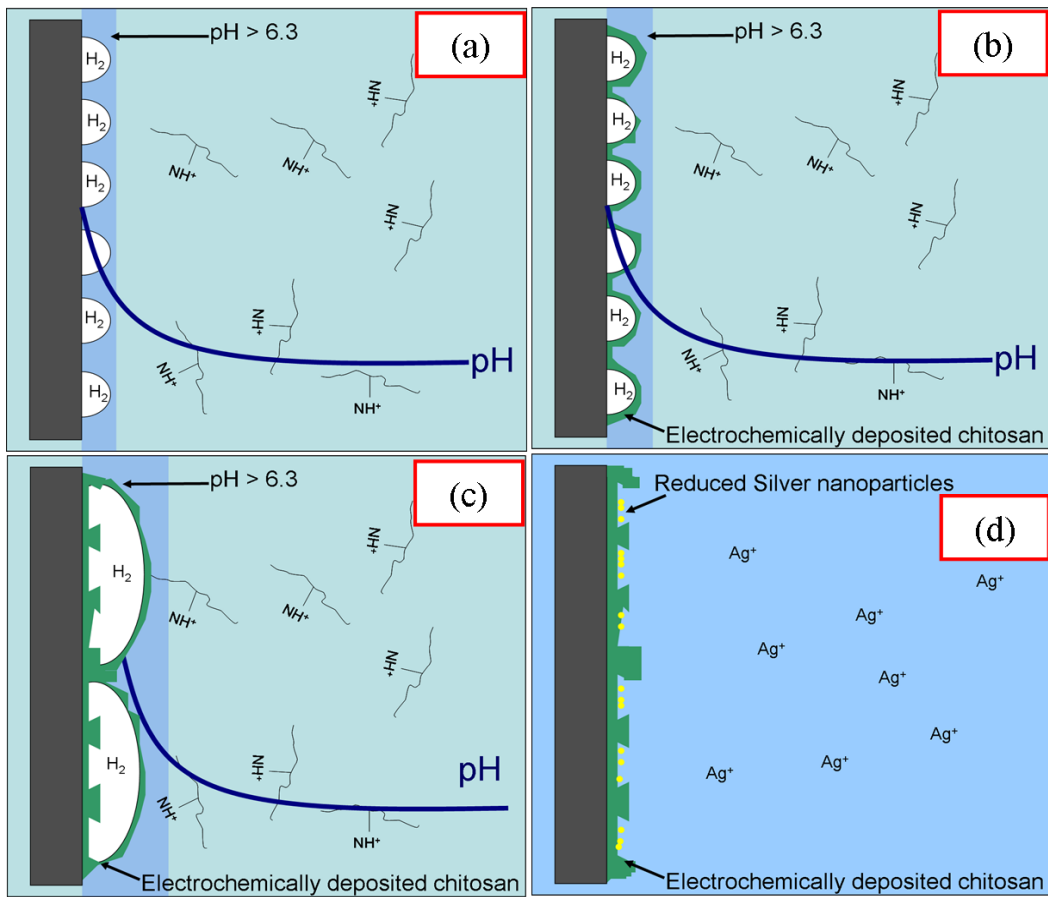 (a)
pH > 6.3
H₂
H₂
H₂
H₂
H₂
H₂
NH⁺
NH⁺
NH⁺
NH⁺
NH⁺
NH⁺
NH⁺
pH
(b)
pH > 6.3
H₂
H₂
H₂
H₂
H₂
H₂
NH⁺
NH⁺
NH⁺
NH⁺
NH⁺
NH⁺
NH⁺
pH
Electrochemically deposited chitosan
(c)
pH > 6.3
H₂
H₂
NH⁺
NH⁺
NH⁺
NH⁺
NH⁺
NH⁺
NH⁺
pH
Electrochemically deposited chitosan
(d)
Reduced Silver nanoparticles
Ag⁺
Ag⁺
Ag⁺
Ag⁺
Ag⁺
Ag⁺
Ag⁺
Ag⁺
Electrochemically deposited chitosan